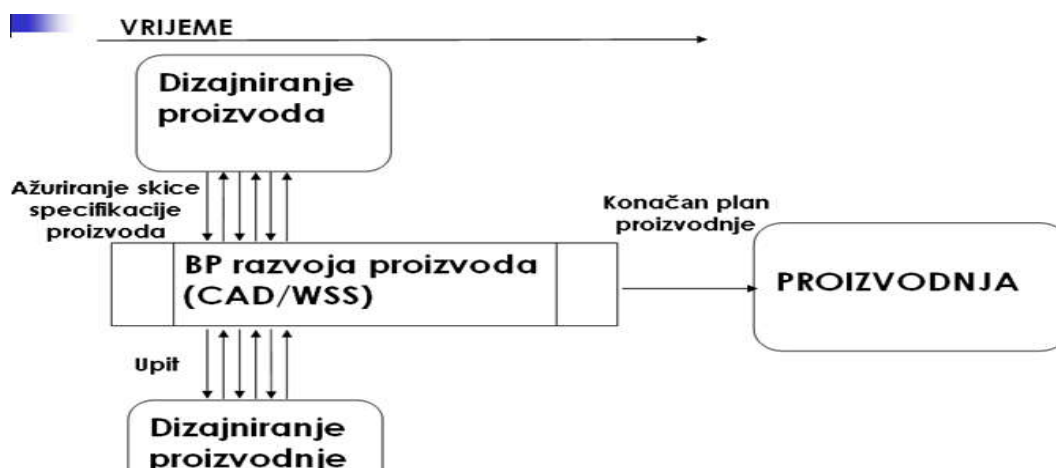 VRIJEME
Dizajniranje
proizvoda
Ažuriranje skice
specifikacije
proizvoda
Konačan plan
proizvodnje
BP razvoja proizvoda
(CAD/WSS)
PROIZVODNJA
Upit
Dizajniranje
proizvodnje